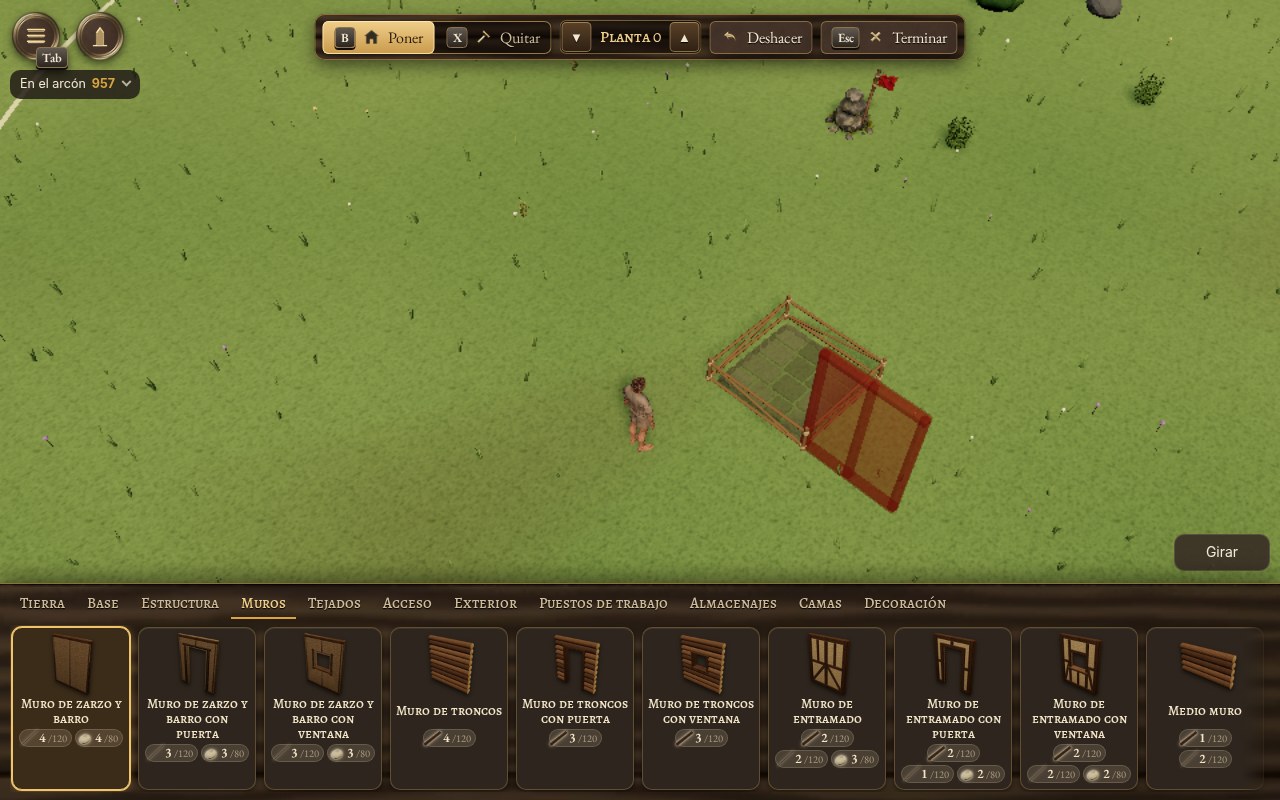 Tab
En el arcón 957
B Poner
X Quitar
▼ Planta 0 ▲
Deshacer
Esc Terminar
Girar
Tierra Base Estructura Muros Tejados Acceso Exterior Puestos de trabajo Almacenajes Camas Decoración
Muro de zarzo y
barro
4 /120 4 /80
Muro de zarzo y
barro con
puerta
3 /120 3 /80
Muro de zarzo y
barro con
ventana
3 /120 3 /80
Muro de troncos
4 /120
Muro de troncos
con puerta
3 /120
Muro de troncos
con ventana
3 /120
Muro de
entramado
2 /120
2 /120 3 /80
Muro de
entramado con
puerta
2 /120
1 /120 2 /80
Muro de
entramado con
ventana
2 /120
2 /120 2 /80
Medio muro
1 /120
2 /120